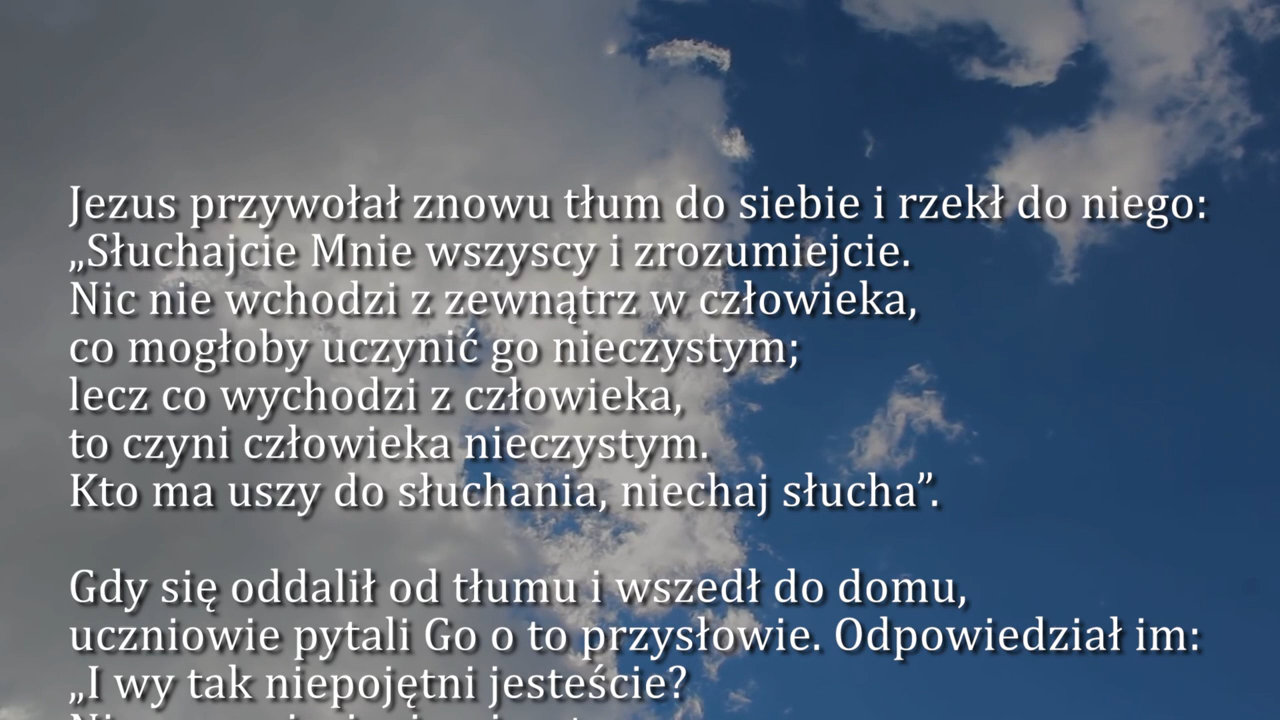 Jezus przywołał znowu tłum do siebie i rzekł do niego:
„Słuchajcie Mnie wszyscy i zrozumiejcie.
Nic nie wchodzi z zewnątrz w człowieka,
co mogłoby uczynić go nieczystym;
lecz co wychodzi z człowieka,
to czyni człowieka nieczystym.
Kto ma uszy do słuchania, niechaj słucha”.
Gdy się oddalił od tłumu i wszedł do domu,
uczniowie pytali Go o to przysłowie. Odpowiedział im:
„I wy tak niepojętni jesteście?